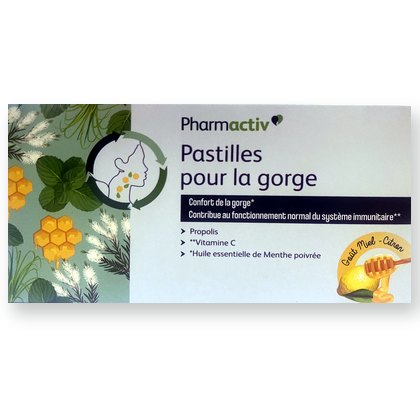 Pharmactiv
Pastilles
pour la gorge
Confort de la gorge*
Contribue au fonctionnement normal du système immunitaire**
Propolis
**Vitamine C
*Huile essentielle de Menthe poivrée
Goût Miel - Citron